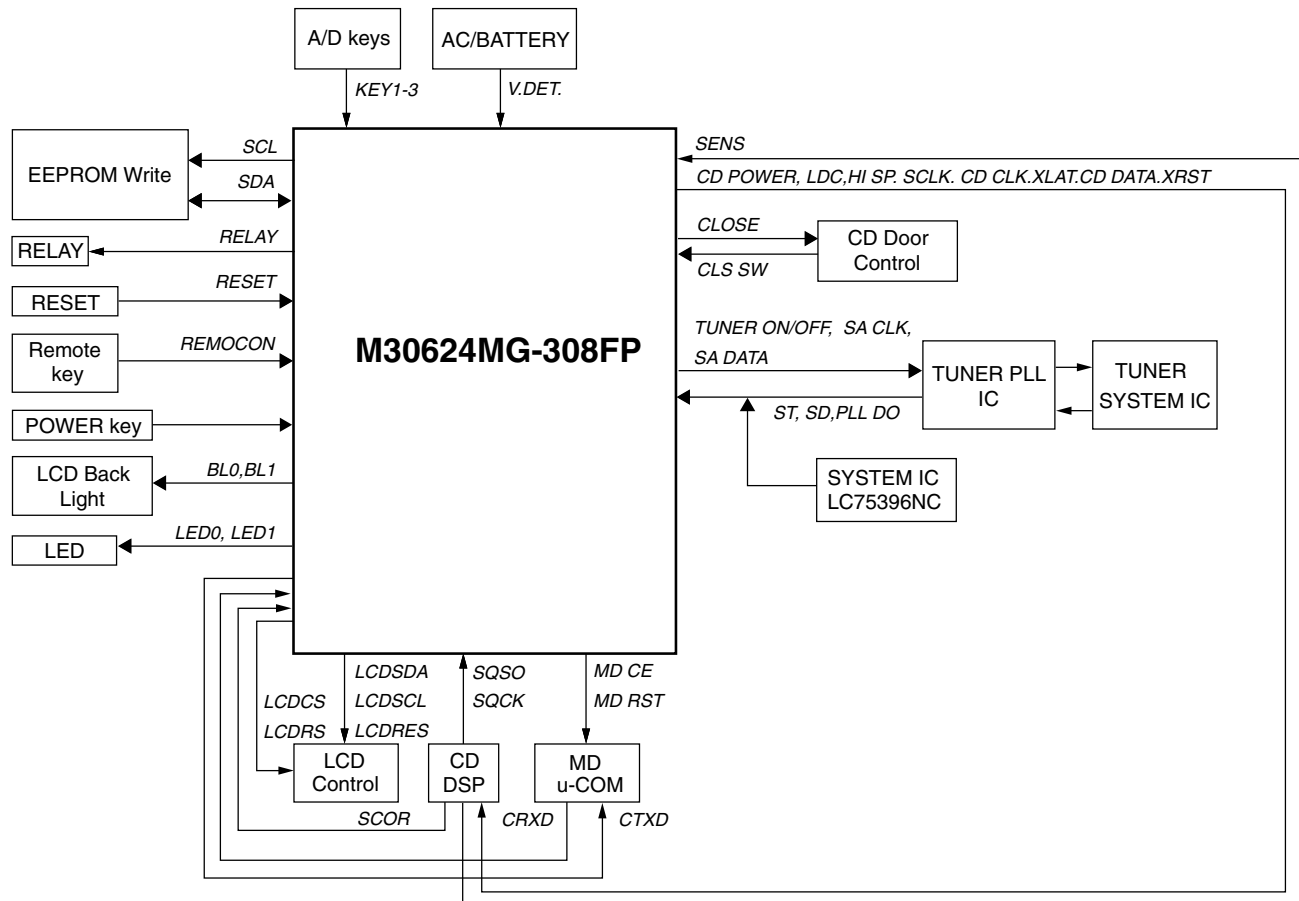 A/D keys
AC/BATTERY
KEY1-3
V.DET.
EEPROM Write
SCL
SDA
RELAY
RELAY
RESET
RESET
Remote
key
REMOCON
POWER key
LCD Back
Light
BL0,BL1
LED
LED0, LED1
M30624MG-308FP
SENS
CD POWER, LDC,HI SP. SCLK. CD CLK.XLAT.CD DATA.XRST
CLOSE
CLS SW
CD Door
Control
TUNER ON/OFF, SA CLK,
SA DATA
ST, SD,PLL DO
TUNER PLL
IC
TUNER
SYSTEM IC
SYSTEM IC
LC75396NC
LCDCS
LCDRS
LCDSDA
LCDSCL
LCDRES
SQSO
SQCK
MD CE
MD RST
LCD
Control
CD
DSP
MD
u-COM
SCOR
CRXD
CTXD